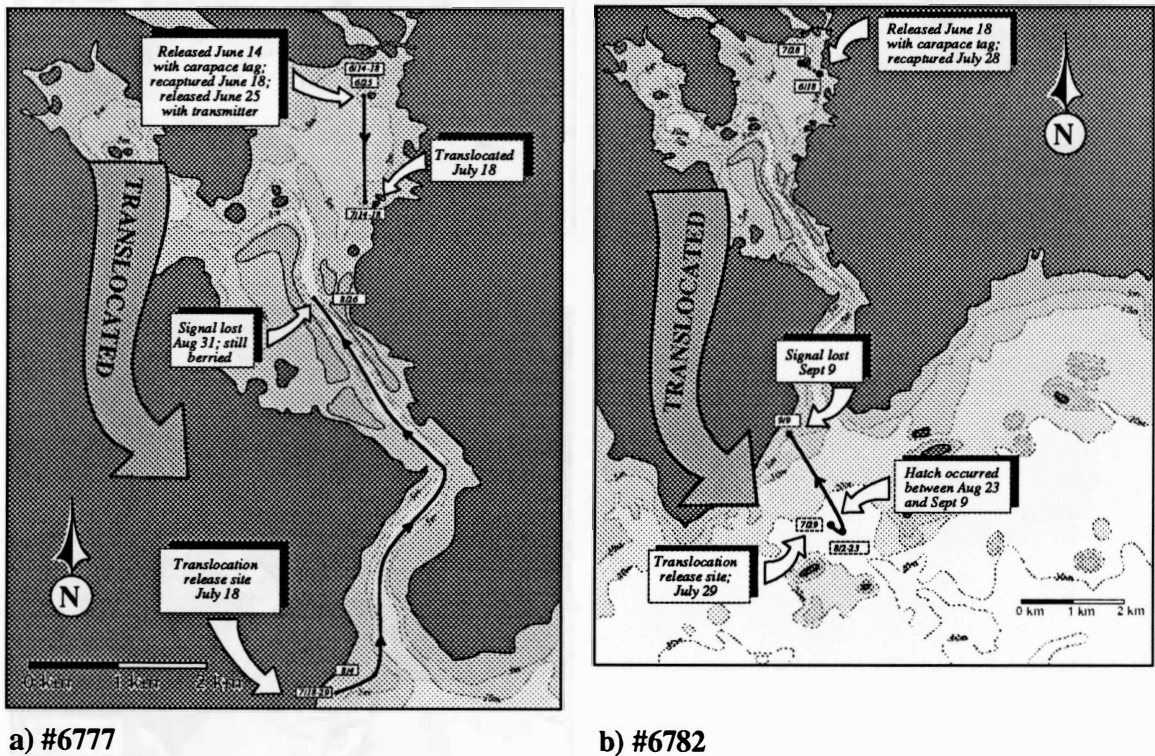 Released June 14
with carapace tag;
recaptured June 18;
released June 25
with transmitter
6/14-18
6/25
Translocated
July 18
7/14-18
TRANSLOCATED
8/26
Signal lost
Aug 31; still
berried
N
Translocation
release site
July 18
8/4
7/18-29
0 km 1 km 2 km
a) #6777
7/28
Released June 18
with carapace tag;
recaptured July 28
6/18
N
TRANSLOCATED
Signal lost
Sept 9
9/9
Hatch occurred
between Aug 23
and Sept 9
7/29
8/2-23
Translocation
release site;
July 29
0 km 1 km 2 km
b) #6782